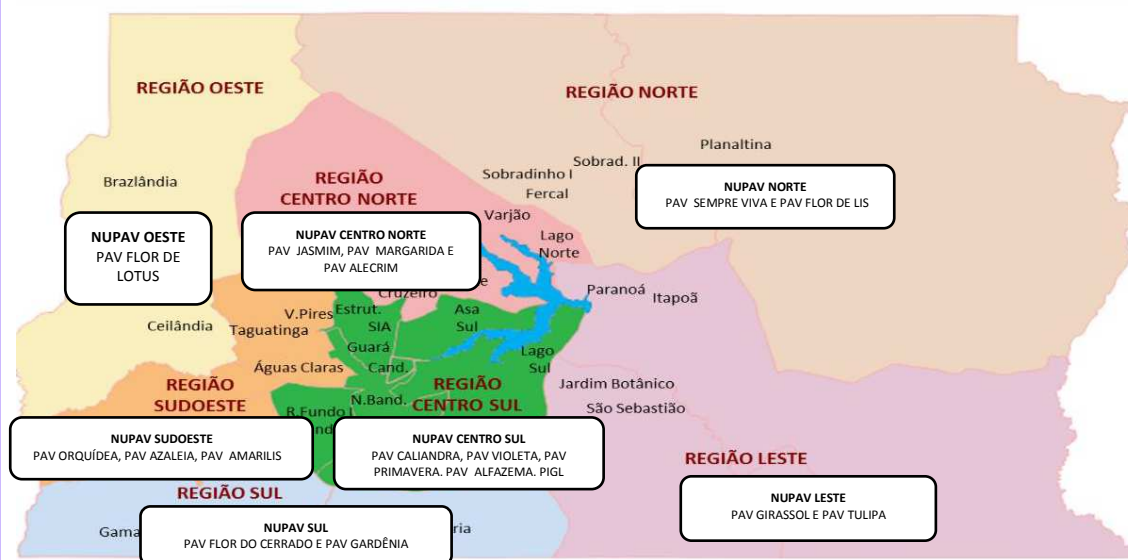 REGIÃO OESTE
REGIÃO NORTE
Planaltina
Sobrad. II
Sobradinho I
Fercal
Brazlândia
REGIÃO
CENTRO NORTE
NUPAV NORTE
PAV SEMPRE VIVA E PAV FLOR DE LIS
Varjão
Lago
Norte
NUPAV OESTE
PAV FLOR DE
LOTUS
NUPAV CENTRO NORTE
PAV JASMIM, PAV MARGARIDA E
PAV ALECRIM
Cruzeiro
Paranoá
Itapoã
Ceilândia
Taguatinga
V.Pires
Estrut.
SIA
Asa
Sul
Guará
Águas Claras
Cand.
Lago
Sul
REGIÃO
SUDOESTE
N.Band.
REGIÃO
CENTRO SUL
Jardim Botânico
São Sebastião
R.Fundo I
NUPAV SUDOESTE
PAV ORQUÍDEA, PAV AZALEIA, PAV AMARILIS
NUPAV CENTRO SUL
PAV CALIANDRA, PAV VIOLETA, PAV
PRIMAVERA. PAV ALFAZEMA. PIGL
REGIÃO LESTE
NUPAV LESTE
PAV GIRASSOL E PAV TULIPA
REGIÃO SUL
Gama
NUPAV SUL
PAV FLOR DO CERRADO E PAV GARDÊNIA